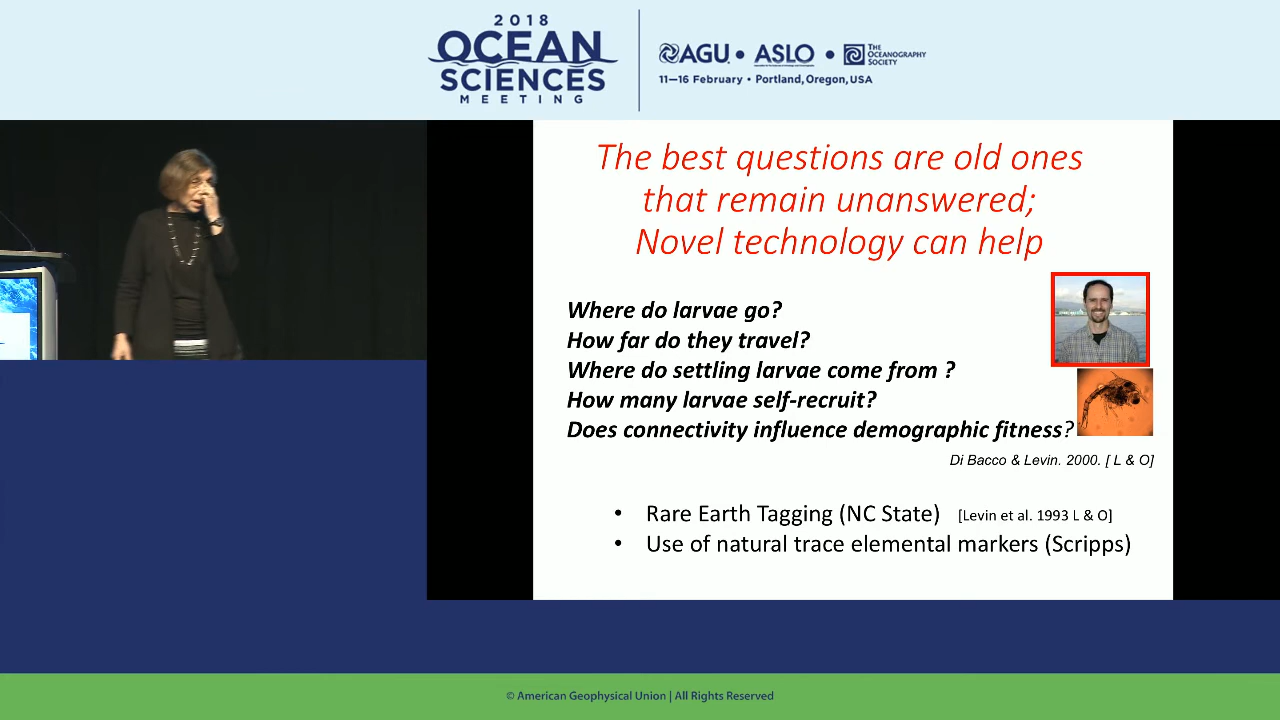 2018
OCEAN
SCIENCES
MEETING
AGU • ASLO • THE OCEANOGRAPHY SOCIETY
11–16 February • Portland, Oregon, USA
The best questions are old ones
that remain unanswered;
Novel technology can help
Where do larvae go?
How far do they travel?
Where do settling larvae come from ?
How many larvae self-recruit?
Does connectivity influence demographic fitness?
Di Bacco & Levin. 2000. [ L & O]
• Rare Earth Tagging (NC State) [Levin et al. 1993 L & O]
• Use of natural trace elemental markers (Scripps)
© American Geophysical Union | All Rights Reserved